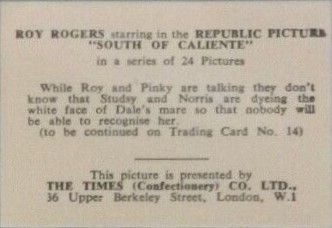 ROY ROGERS starring in the REPUBLIC PICTURE
"SOUTH OF CALIENTE"
in a series of 24 Pictures
While Roy and Pinky are talking they don't
know that Studsy and Norris are dyeing the
white face of Dale's mare so that nobody will
be able to recognise her.
(to be continued on Trading Card No. 14)
This picture is presented by
THE TIMES (Confectionery) CO. LTD.,
36 Upper Berkeley Street, London, W.1